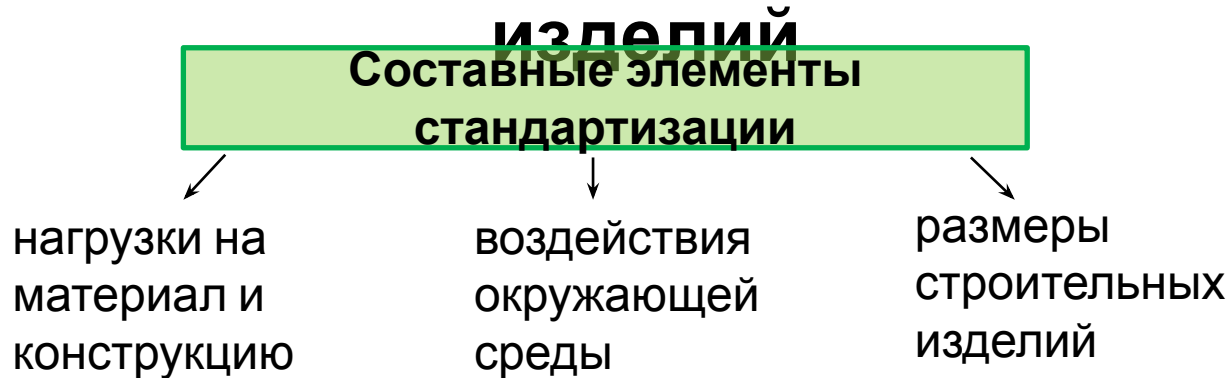 изделий
Составные элементы
стандартизации
нагрузки на
материал и
конструкцию
воздействия
окружающей
среды
размеры
строительных
изделий